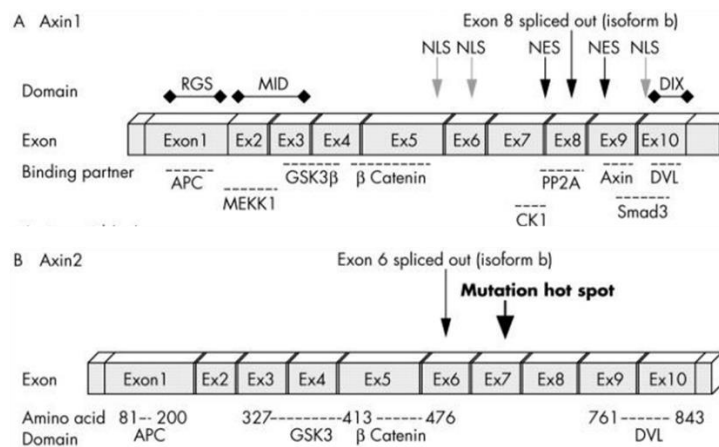 A Axin1
Exon 8 spliced out (isoform b)
NLS NLS NES NES NLS
RGS MID DIX
Domain
Exon Exon1 Ex2 Ex3 Ex4 Ex5 Ex6 Ex7 Ex8 Ex9 Ex10
Binding partner APC MEKK1 GSK3β β Catenin CK1 PP2A Axin Smad3 DVL
B Axin2
Exon 6 spliced out (isoform b)
Mutation hot spot
Exon Exon1 Ex2 Ex3 Ex4 Ex5 Ex6 Ex7 Ex8 Ex9 Ex10
Amino acid 81-- 200 327---------413 ------ 476 761------ 843
Domain APC GSK3 β Catenin DVL